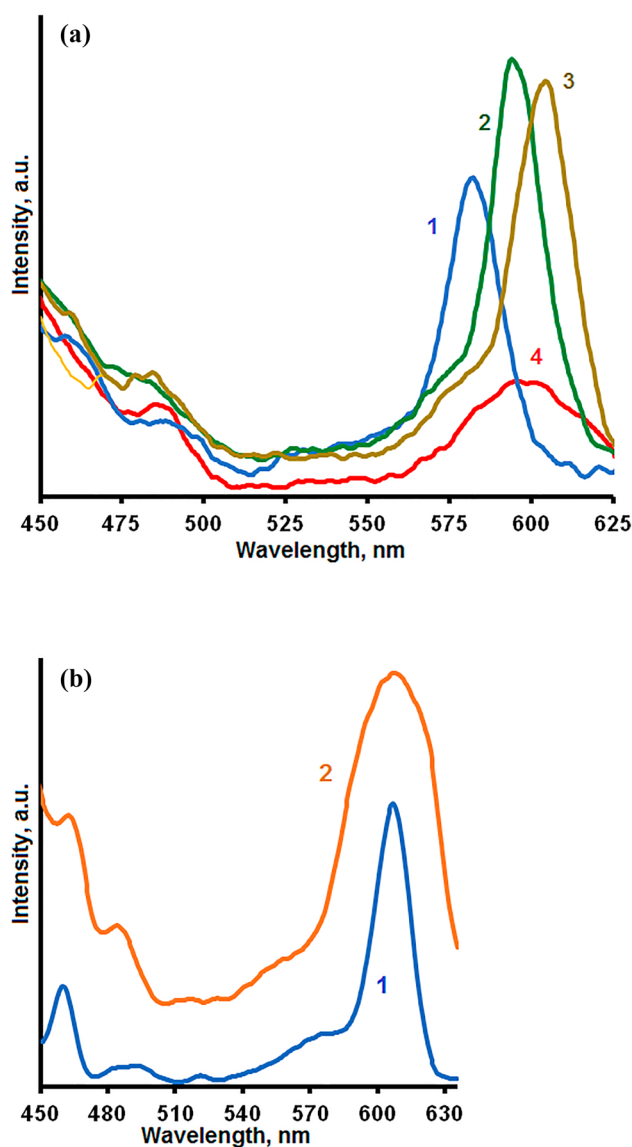 (a)
3
2
1
4
Intensity, a.u.
450 475 500 525 550 575 600 625
Wavelength, nm
(b)
2
1
Intensity, a.u.
450 480 510 540 570 600 630
Wavelength, nm